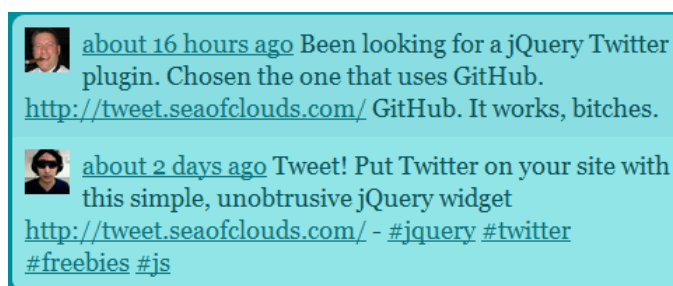 about 16 hours ago Been looking for a jQuery Twitter
plugin. Chosen the one that uses GitHub.
http://tweet.seaofclouds.com/ GitHub. It works, bitches.
about 2 days ago Tweet! Put Twitter on your site with
this simple, unobtrusive jQuery widget
http://tweet.seaofclouds.com/ - #jquery #twitter
#freebies #js